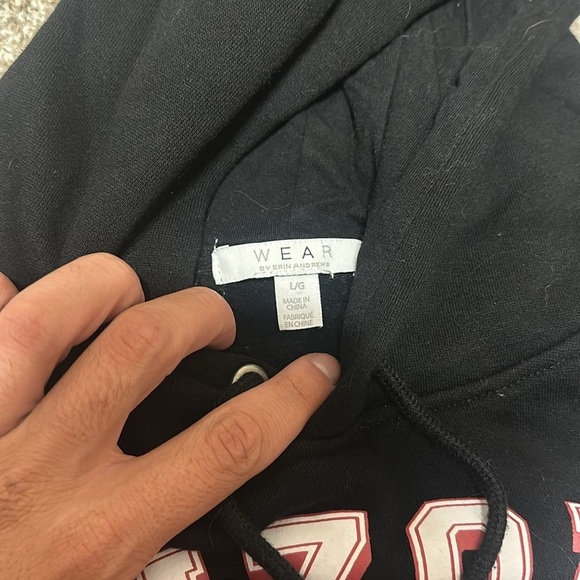 WEAR
BY ERIN ANDREWS
L/G
MADE IN
CHINA
FABRIQUÉ
EN CHINE